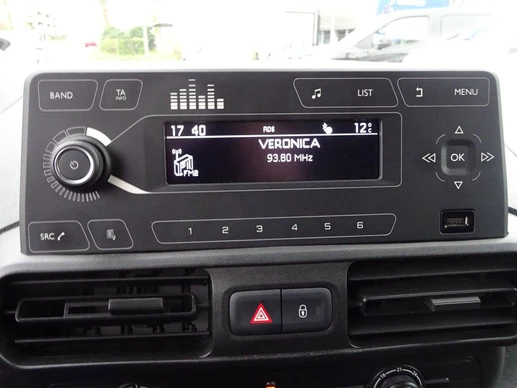 BAND TA INFO LIST MENU
17 40 RDS 12°C
VERONICA
93.80 MHz
FM2
OK
SRC
1 2 3 4 5 6